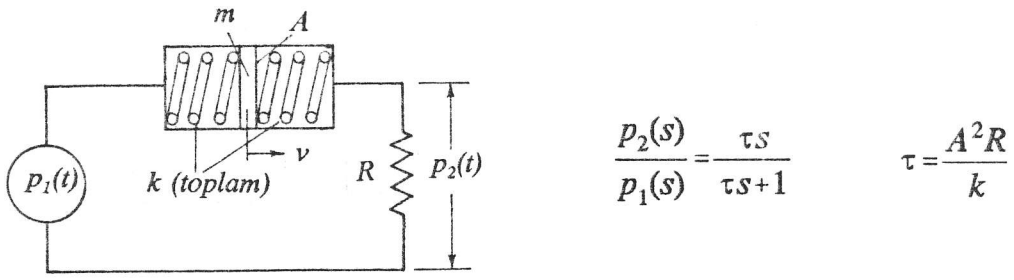 m
A
v
k (toplam)
p₁(t)
R
p₂(t)
p₂(s)/p₁(s) = τs/(τs+1)
τ = A²R/k